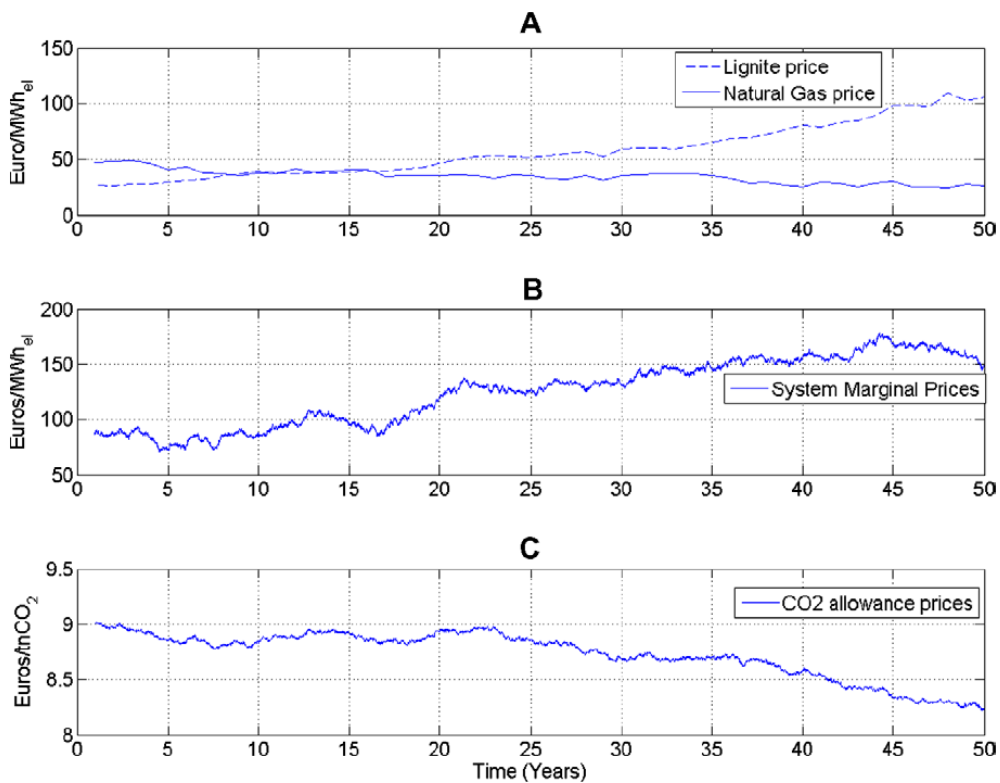 A
Euro/MWh_el
150
100
50
0
Lignite price
Natural Gas price
0 5 10 15 20 25 30 35 40 45 50
B
Euros/MWh_el
200
150
100
50
System Marginal Prices
0 5 10 15 20 25 30 35 40 45 50
C
Euros/tnCO₂
9.5
9
8.5
8
CO2 allowance prices
0 5 10 15 20 25 30 35 40 45 50
Time (Years)